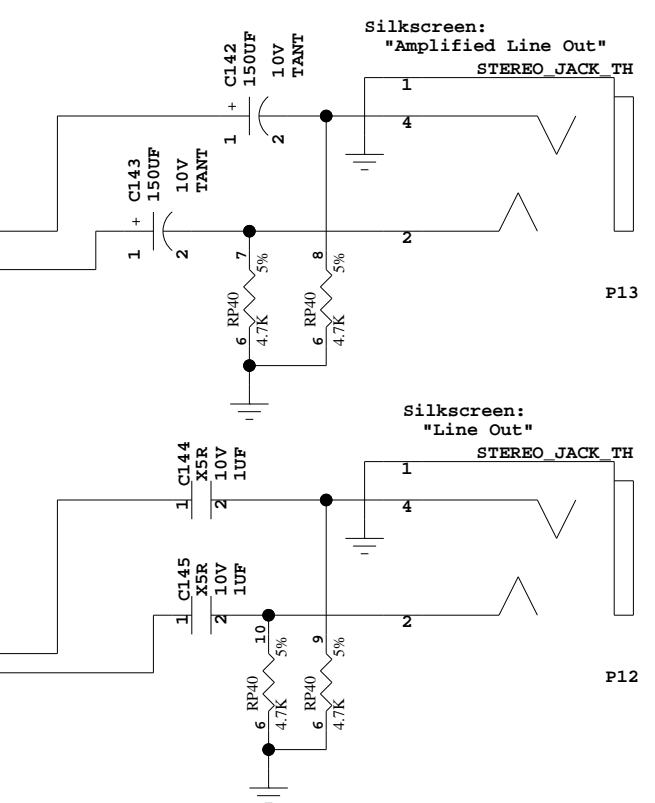 Silkscreen:
"Amplified Line Out"
STEREO_JACK_TH
C142
150UF
10V
TANT
+
1
2
1
4
C143
150UF
10V
TANT
+
1
2
2
7
5%
RP40
4.7K
6
8
5%
RP40
4.7K
6
P13
Silkscreen:
"Line Out"
STEREO_JACK_TH
C144
X5R
10V
1UF
1
2
1
4
C145
X5R
10V
1UF
1
2
2
10
5%
RP40
4.7K
6
9
5%
RP40
4.7K
6
P12